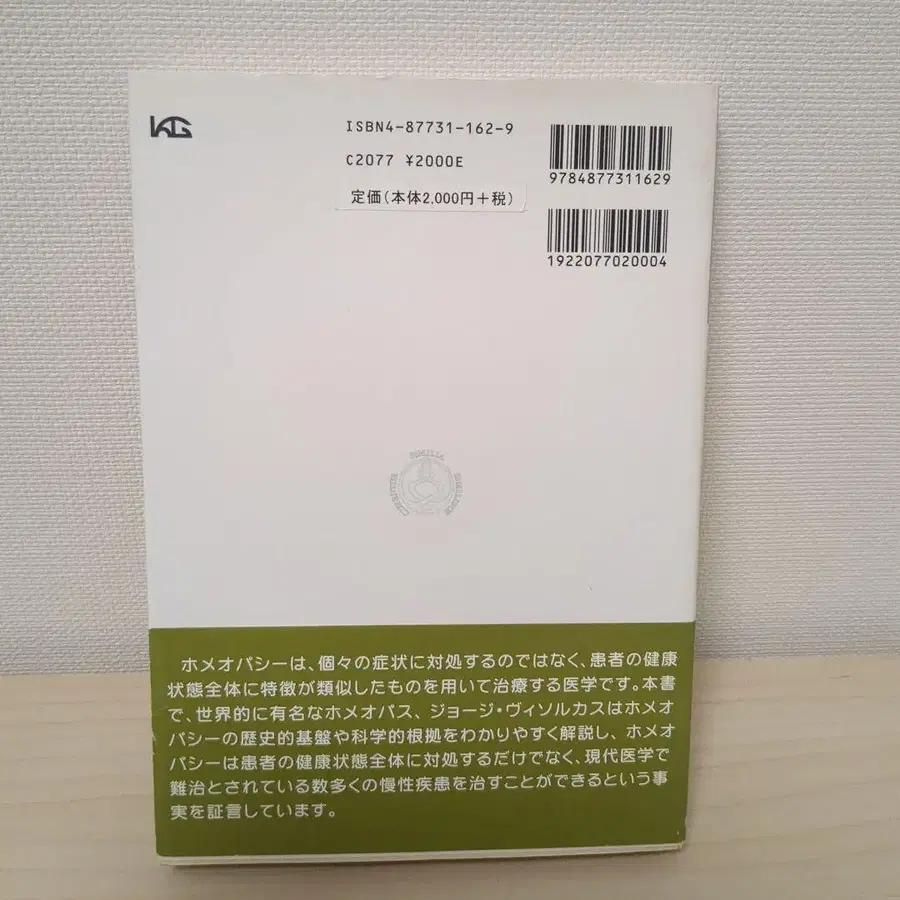 KG
ISBN4-87731-162-9
C2077 ¥2000E
定価(本体2,000円+税)
9784877311629
1922077020004
ホメオパシーは、個々の症状に対処するのではなく、患者の健康
状態全体に特徴が類似したものを用いて治療する医学です。本書
で、世界的に有名なホメオパス、ジョージ・ヴィソルカスはホメオ
パシーの歴史的基盤や科学的根拠をわかりやすく解説し、ホメオ
パシーは患者の健康状態全体に対処するだけでなく、現代医学で
難治とされている数多くの慢性疾患を治すことができるという事
実を証言しています。